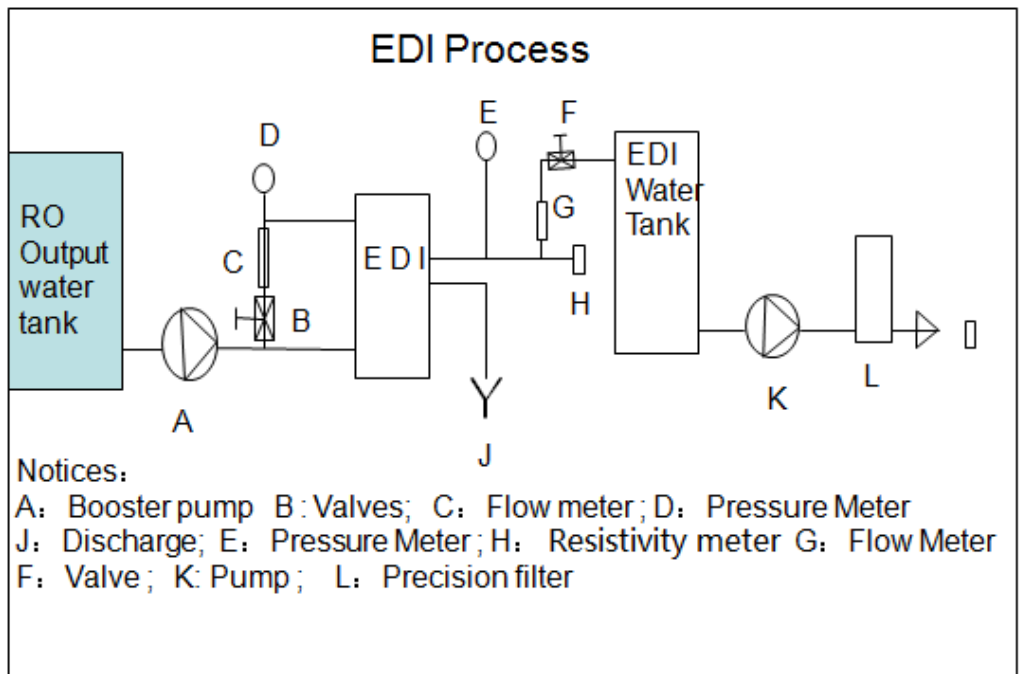 EDI Process
D
E
F
RO
Output
water
tank
C
B
A
E D I
G
H
J
EDI
Water
Tank
K
L
Notices：
A：Booster pump B : Valves; C：Flow meter ; D：Pressure Meter
J：Discharge; E：Pressure Meter ; H：Resistivity meter G：Flow Meter
F：Valve ; K: Pump ; L：Precision filter